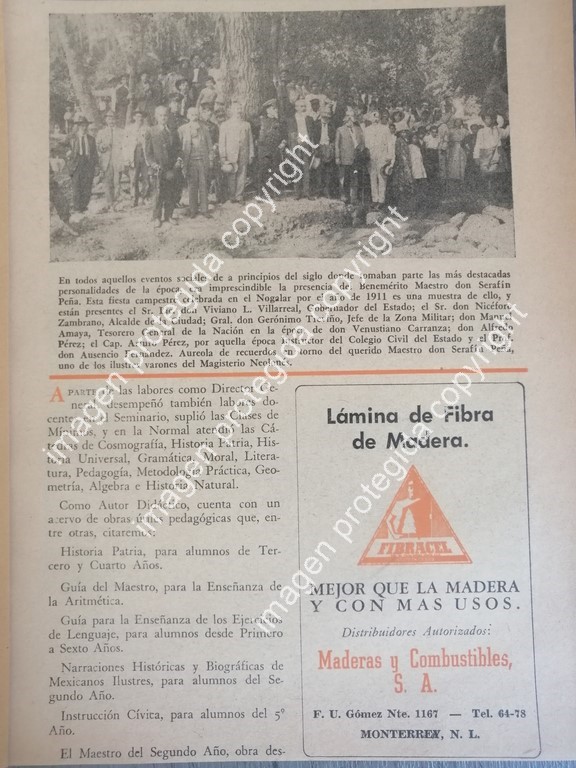 En todos aquellos eventos sociales de a principios del siglo donde tomaban parte las más destacadas
personalidades de la época, era imprescindible la presencia del Benemérito Maestro don Serafín
Peña. Esta fiesta campestre celebrada en el Nogalar por el año de 1911 es una muestra de ello, y
están presentes el Sr. Lic. don Viviano L. Villarreal, Gobernador del Estado; el Sr. don Nicéforo
Zambrano, Alcalde de la Ciudad; Gral. don Gerónimo Treviño, Jefe de la Zona Militar; don Manuel
Amaya, Tesorero General de la Nación en la época de don Venustiano Carranza; don Alfredo
Pérez; el Cap. Arturo Pérez, por aquella época instructor del Colegio Civil del Estado y el Prof.
don Ausencio Fernández. Aureola de recuerdo en torno del querido Maestro don Serafín Peña,
uno de los ilustres varones del Magisterio Neolonés.
A PARTE de las labores como Director Ge-
neral, desempeñó también labores do-
centes en el Seminario, suplió las Clases de
Mínimos, y en la Normal atendió las Cá-
tedras de Cosmografía, Historia Patria, His-
toria Universal, Gramática, Moral, Litera-
tura, Pedagogía, Metodología Práctica, Geo-
metría, Algebra e Historia Natural.
Como Autor Didáctico, cuenta con un
acervo de obras pedagógicas que, en-
tre otras, citaremos:
Historia Patria, para alumnos de Ter-
cero y Cuarto Años.
Guía del Maestro, para la Enseñanza de
la Aritmética.
Guía para la Enseñanza de los Ejercicios
de Lenguaje, para alumnos desde Primero
a Sexto Años.
Narraciones Históricas y Biográficas de
Mexicanos Ilustres, para alumnos del Se-
gundo Año.
Instrucción Cívica, para alumnos del 5º
Año.
El Maestro del Segundo Año, obra des-
Lámina de Fibra
de Madera.
FIBRACEL
MEJOR QUE LA MADERA
Y CON MAS USOS.
Distribuidores Autorizados:
Maderas y Combustibles,
S. A.
F. U. Gómez Nte. 1167 — Tel. 64-78
MONTERREY, N. L.
imagen protegida copyright
imagen protegida copyright
imagen protegida copyright